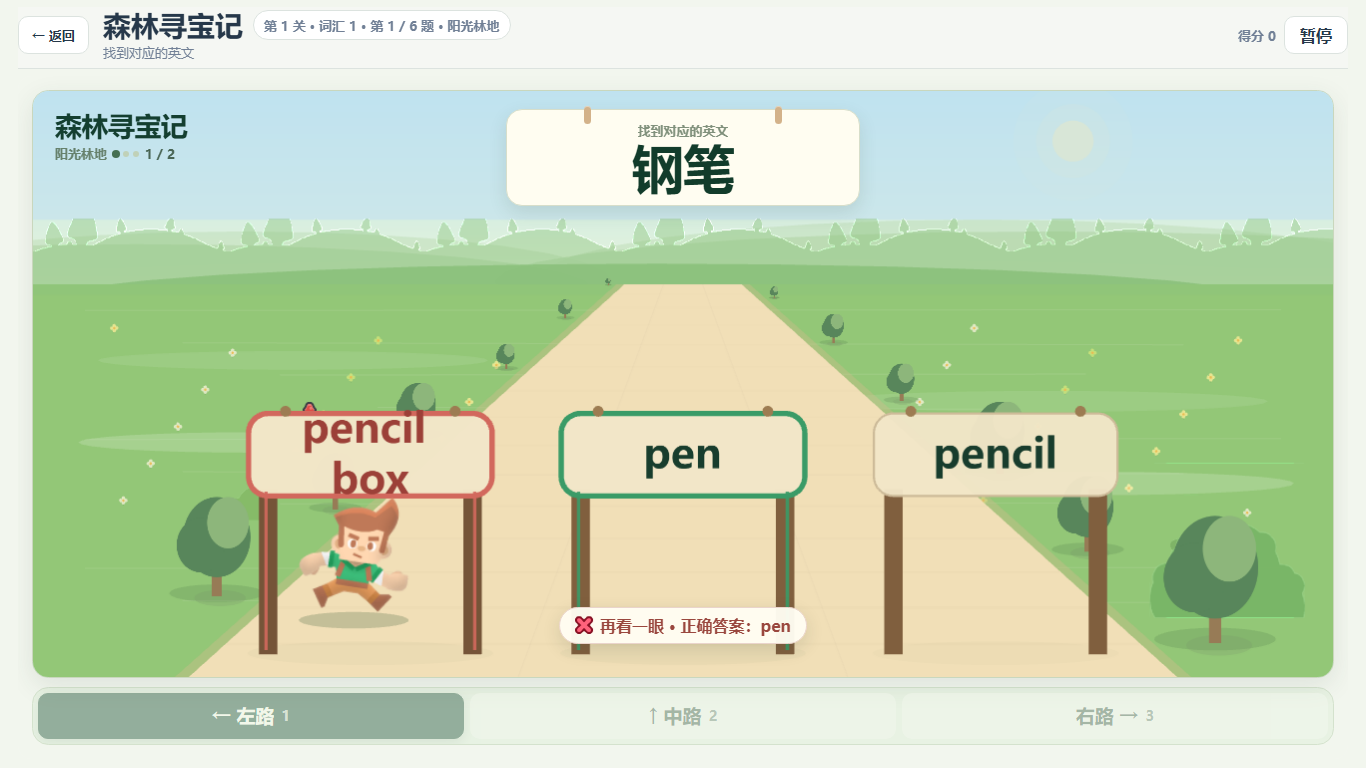 ← 返回
森林寻宝记
第 1 关 • 词汇 1 • 第 1 / 6 题 • 阳光林地
找到对应的英文
得分 0
暂停
森林寻宝记
阳光林地
1 / 2
找到对应的英文
钢笔
pencil
box
pen
pencil
再看一眼 • 正确答案：pen
← 左路 1
↑ 中路 2
右路 → 3